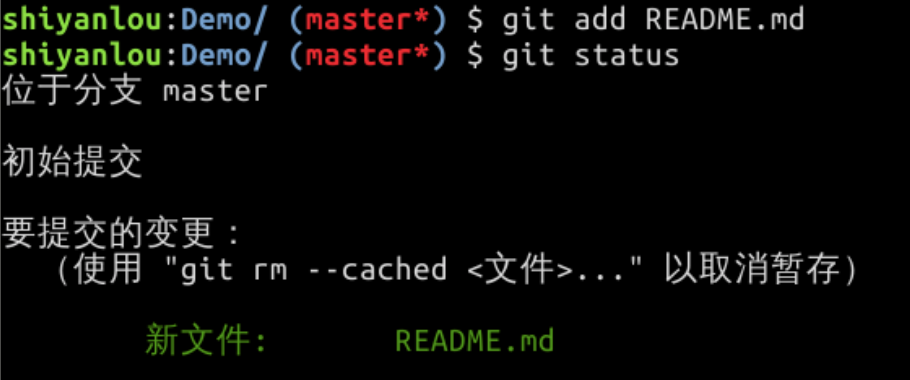 shiyanlou:Demo/ (master*) $ git add README.md
shiyanlou:Demo/ (master*) $ git status
位于分支 master
初始提交
要提交的变更：
（使用 "git rm --cached <文件>..." 以取消暂存）
新文件： README.md